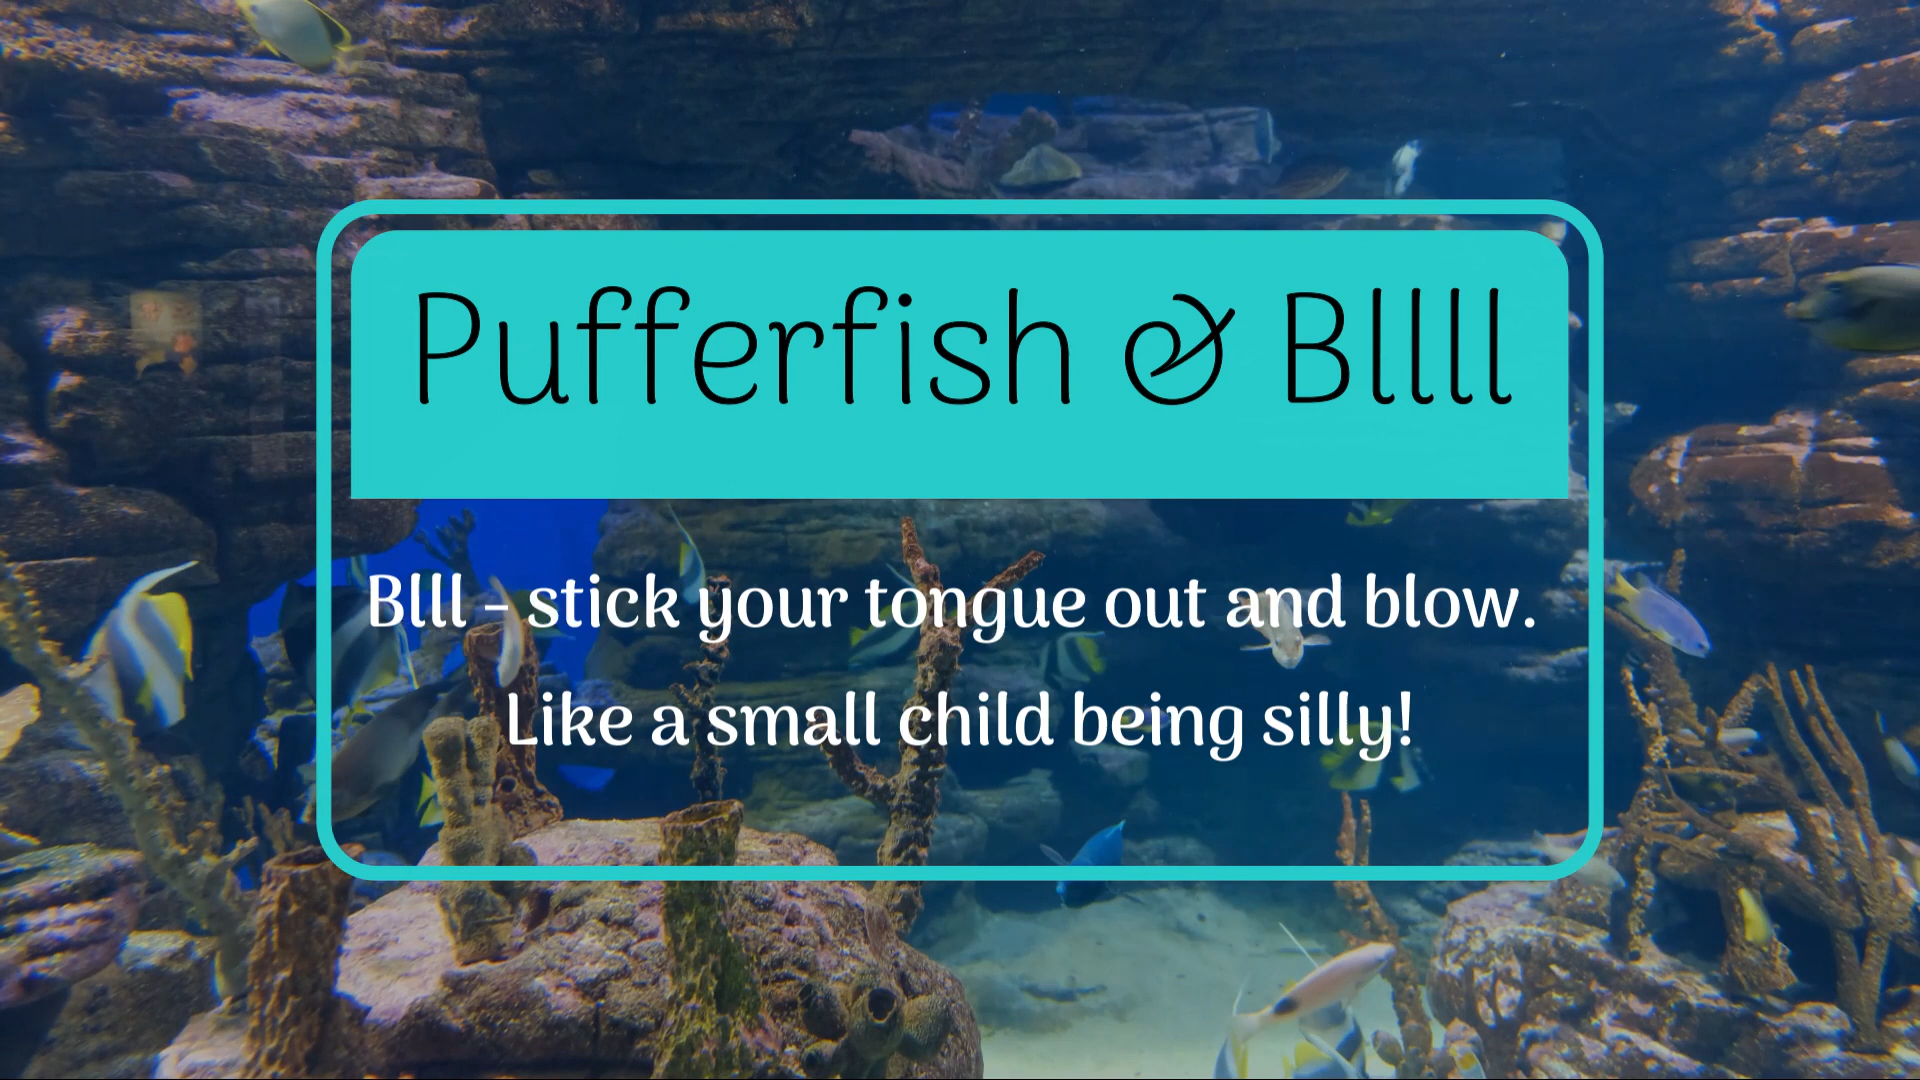 Pufferfish & Bllll
Blll - stick your tongue out and blow.
Like a small child being silly!